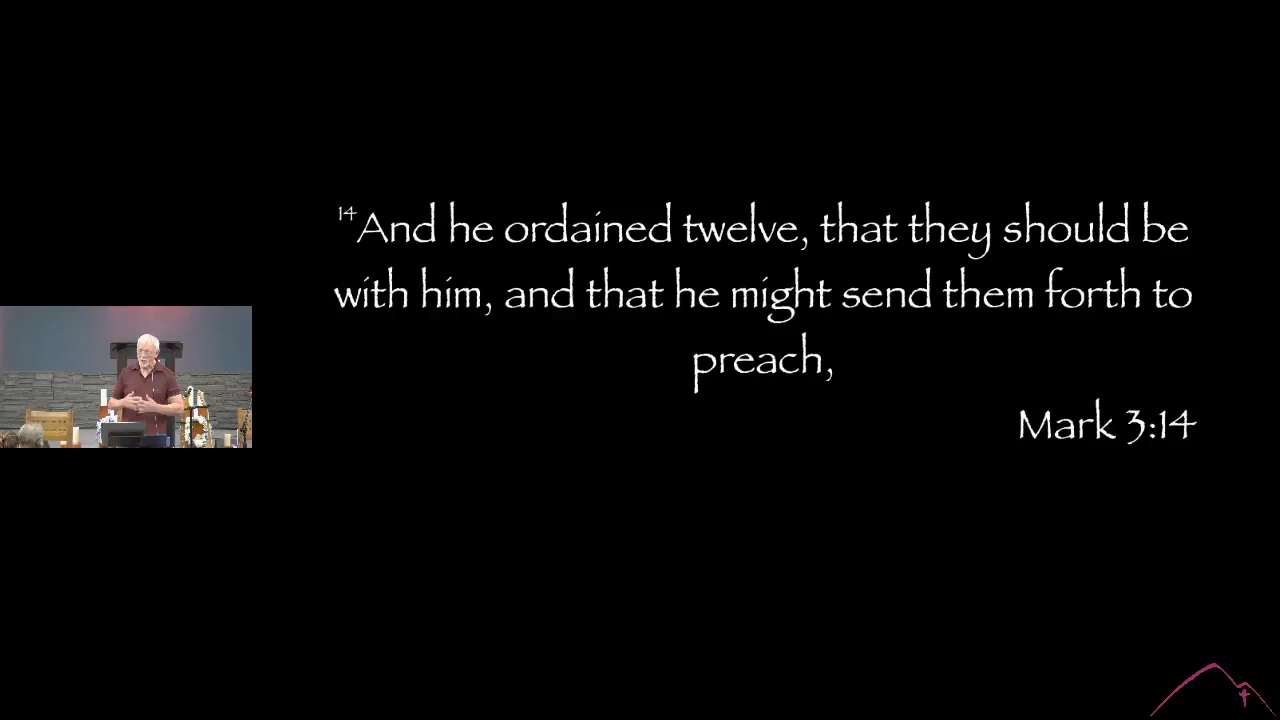 14And he ordained twelve, that they should be
with him, and that he might send them forth to
preach,
Mark 3:14